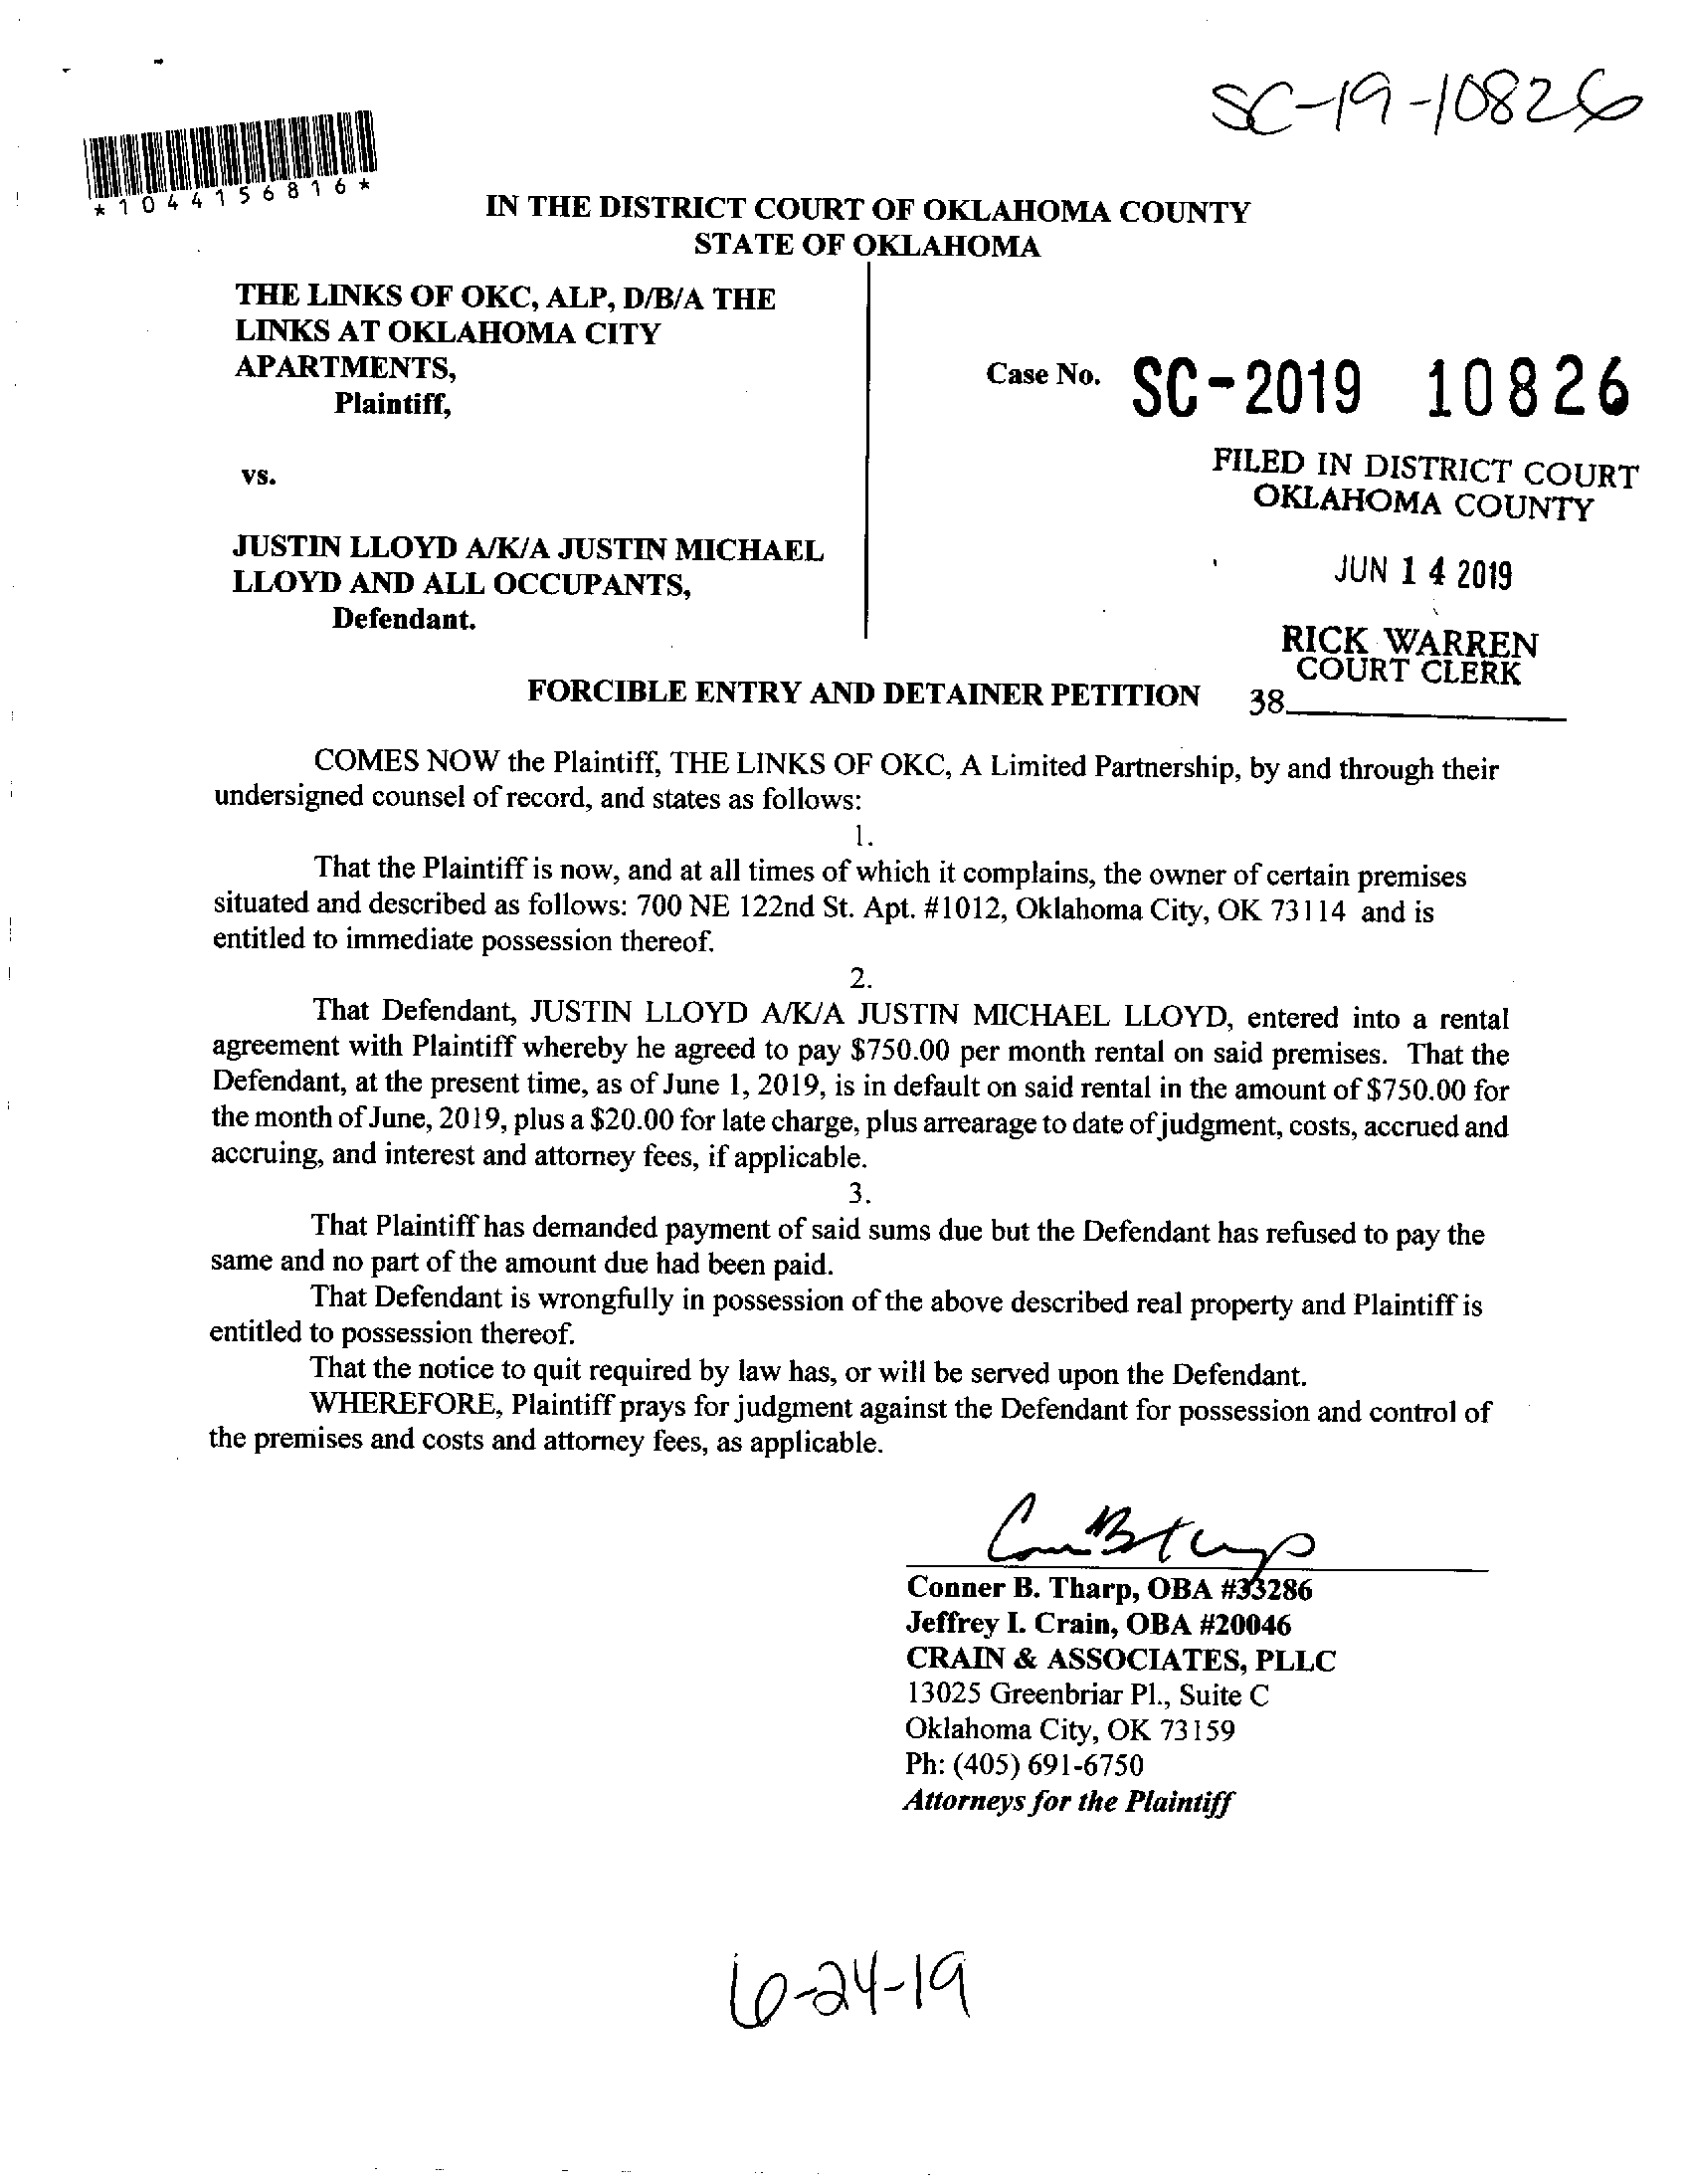 SC-19-10826
*1044156816*
IN THE DISTRICT COURT OF OKLAHOMA COUNTY
STATE OF OKLAHOMA
THE LINKS OF OKC, ALP, D/B/A THE
LINKS AT OKLAHOMA CITY
APARTMENTS,
Plaintiff,
vs.
JUSTIN LLOYD A/K/A JUSTIN MICHAEL
LLOYD AND ALL OCCUPANTS,
Defendant.
Case No. SC-2019 10826
FILED IN DISTRICT COURT
OKLAHOMA COUNTY
JUN 14 2019
RICK WARREN
COURT CLERK
38
FORCIBLE ENTRY AND DETAINER PETITION
COMES NOW the Plaintiff, THE LINKS OF OKC, A Limited Partnership, by and through their
undersigned counsel of record, and states as follows:
1.
That the Plaintiff is now, and at all times of which it complains, the owner of certain premises
situated and described as follows: 700 NE 122nd St. Apt. #1012, Oklahoma City, OK 73114 and is
entitled to immediate possession thereof.
2.
That Defendant, JUSTIN LLOYD A/K/A JUSTIN MICHAEL LLOYD, entered into a rental
agreement with Plaintiff whereby he agreed to pay $750.00 per month rental on said premises. That the
Defendant, at the present time, as of June 1, 2019, is in default on said rental in the amount of $750.00 for
the month of June, 2019, plus a $20.00 for late charge, plus arrearage to date of judgment, costs, accrued and
accruing, and interest and attorney fees, if applicable.
3.
That Plaintiff has demanded payment of said sums due but the Defendant has refused to pay the
same and no part of the amount due had been paid.
That Defendant is wrongfully in possession of the above described real property and Plaintiff is
entitled to possession thereof.
That the notice to quit required by law has, or will be served upon the Defendant.
WHEREFORE, Plaintiff prays for judgment against the Defendant for possession and control of
the premises and costs and attorney fees, as applicable.
Conner B. Tharp, OBA #33286
Jeffrey I. Crain, OBA #20046
CRAIN & ASSOCIATES, PLLC
13025 Greenbriar Pl., Suite C
Oklahoma City, OK 73159
Ph: (405) 691-6750
Attorneys for the Plaintiff
6-24-19